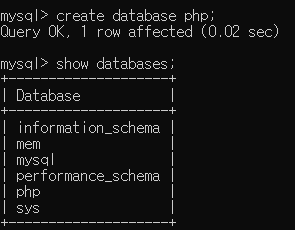 mysql> create database php;
Query OK, 1 row affected (0.02 sec)
mysql> show databases;
+--------------------+
| Database           |
+--------------------+
| information_schema |
| mem                |
| mysql              |
| performance_schema |
| php                |
| sys                |
+--------------------+